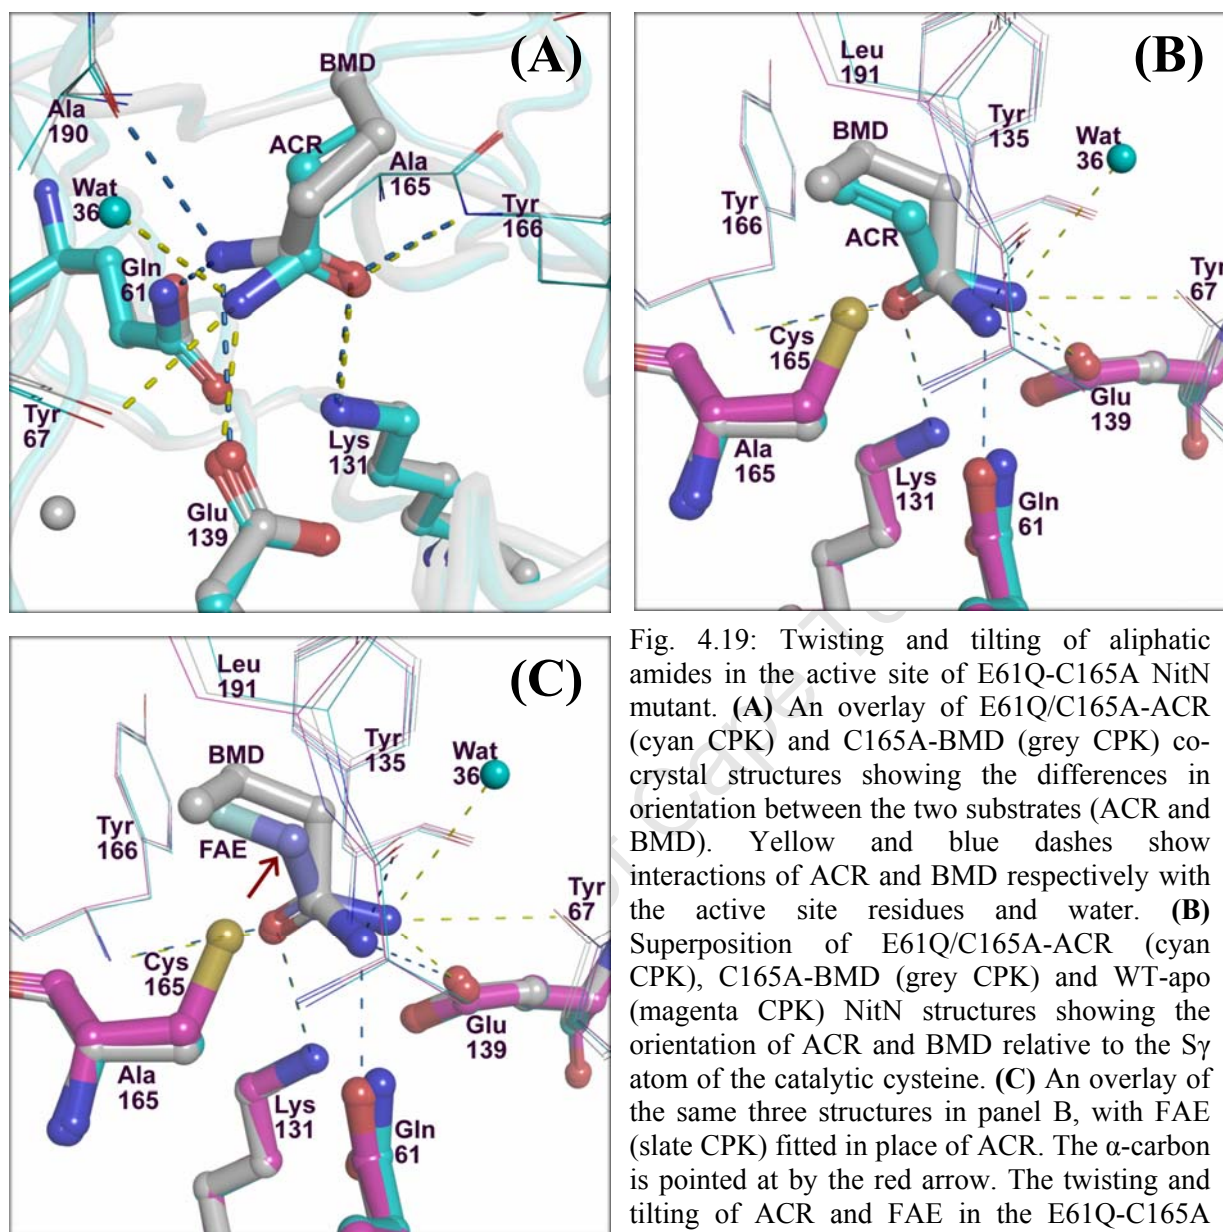 (A)
BMD
ACR
Ala
190
Ala
165
Wat
36
Tyr
166
Gln
61
Tyr
67
Lys
131
Glu
139
(B)
Leu
191
Tyr
135
BMD
Wat
36
Tyr
166
ACR
Tyr
67
Cys
165
Glu
139
Ala
165
Lys
131
Gln
61
(C)
Leu
191
Tyr
135
Wat
36
BMD
Tyr
166
FAE
Tyr
67
Cys
165
Glu
139
Ala
165
Lys
131
Gln
61
Fig. 4.19: Twisting and tilting of aliphatic
amides in the active site of E61Q-C165A NitN
mutant. (A) An overlay of E61Q/C165A-ACR
(cyan CPK) and C165A-BMD (grey CPK) co-
crystal structures showing the differences in
orientation between the two substrates (ACR and
BMD). Yellow and blue dashes show
interactions of ACR and BMD respectively with
the active site residues and water. (B)
Superposition of E61Q/C165A-ACR (cyan
CPK), C165A-BMD (grey CPK) and WT-apo
(magenta CPK) NitN structures showing the
orientation of ACR and BMD relative to the Sγ
atom of the catalytic cysteine. (C) An overlay of
the same three structures in panel B, with FAE
(slate CPK) fitted in place of ACR. The α-carbon
is pointed at by the red arrow. The twisting and
tilting of ACR and FAE in the E61Q-C165A